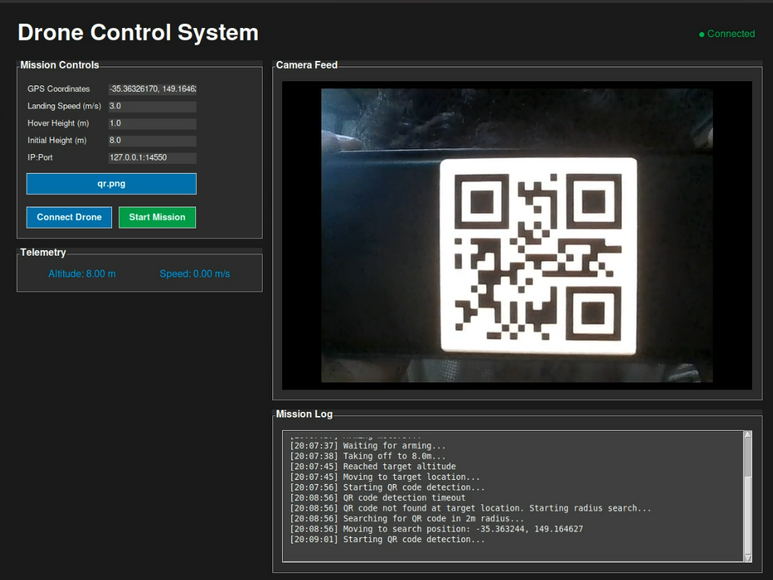 Drone Control System
● Connected
Mission Controls
GPS Coordinates -35.36326170, 149.1646
Landing Speed (m/s) 3.0
Hover Height (m) 1.0
Initial Height (m) 8.0
IP:Port 127.0.0.1:14550
qr.png
Connect Drone Start Mission
Telemetry
Altitude: 8.00 m Speed: 0.00 m/s
Camera Feed
Mission Log
[20:07:37] Waiting for arming...
[20:07:38] Taking off to 8.0m...
[20:07:45] Reached target altitude
[20:07:45] Moving to target location...
[20:07:56] Starting QR code detection...
[20:08:56] QR code detection timeout
[20:08:56] QR code not found at target location. Starting radius search...
[20:08:56] Searching for QR code in 2m radius...
[20:08:56] Moving to search position: -35.363244, 149.164627
[20:09:01] Starting QR code detection...